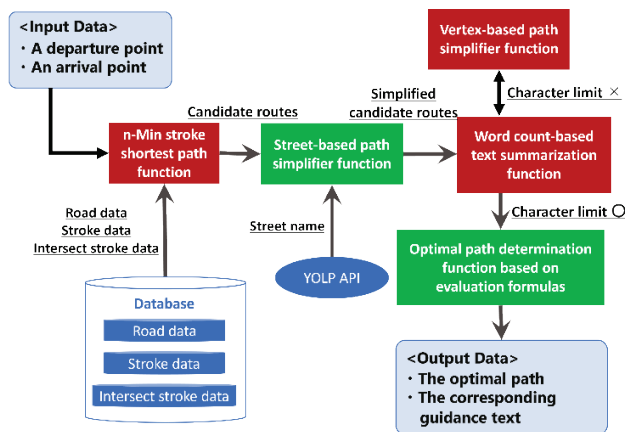 <Input Data>
・A departure point
・An arrival point
Vertex-based path
simplifier function
Character limit ×
Candidate routes
Simplified
candidate routes
n-Min stroke
shortest path
function
Street-based path
simplifier function
Word count-based
text summarization
function
Road data
Stroke data
Intersect stroke data
Street name
Character limit 〇
YOLP API
Optimal path determination
function based on
evaluation formulas
Database
Road data
Stroke data
Intersect stroke data
<Output Data>
・The optimal path
・The corresponding
guidance text